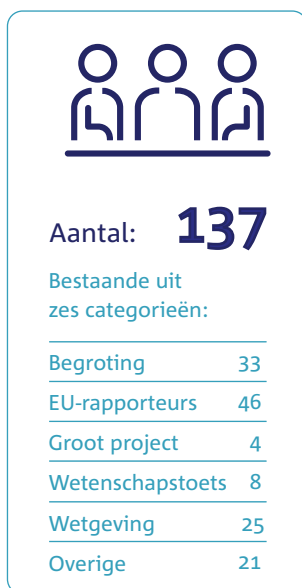 Aantal: 137
Bestaande uit
zes categorieën:
Begroting 33
EU-rapporteurs 46
Groot project 4
Wetenschapstoets 8
Wetgeving 25
Overige 21